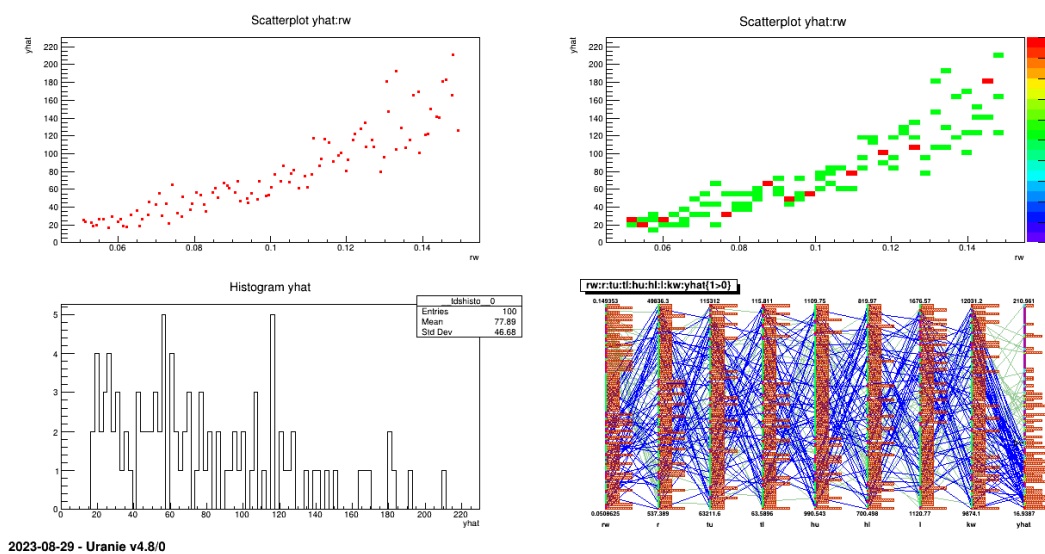 Scatterplot yhat:rw
yhat
220
200
180
160
140
120
100
80
60
40
20
0
0.06
0.08
0.1
0.12
0.14
rw
Scatterplot yhat:rw
yhat
220
200
180
160
140
120
100
80
60
40
20
0
0.06
0.08
0.1
0.12
0.14
rw
Histogram yhat
__tdshisto__0
Entries 100
Mean 77.89
Std Dev 46.68
5
4
3
2
1
0
0 20 40 60 80 100 120 140 160 180 200 220
yhat
rw:r:tu:tl:hu:hl:l:kw:yhat{1>0}
0.149353 49836.3 115312 115.811 1109.75 819.97 1676.57 12031.2 210.961
0.0506625 537.389 63211.6 63.5896 990.543 700.498 1120.77 9874.1 16.9387
rw r tu tl hu hl l kw yhat
2023-08-29 - Uranie v4.8/0